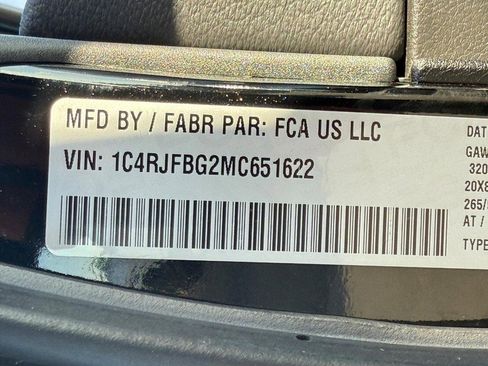 MFD BY / FABR PAR: FCA US LLC
VIN: 1C4RJFBG2MC651622
DAT
GAW
320
20X8
265/
AT /
TYPE